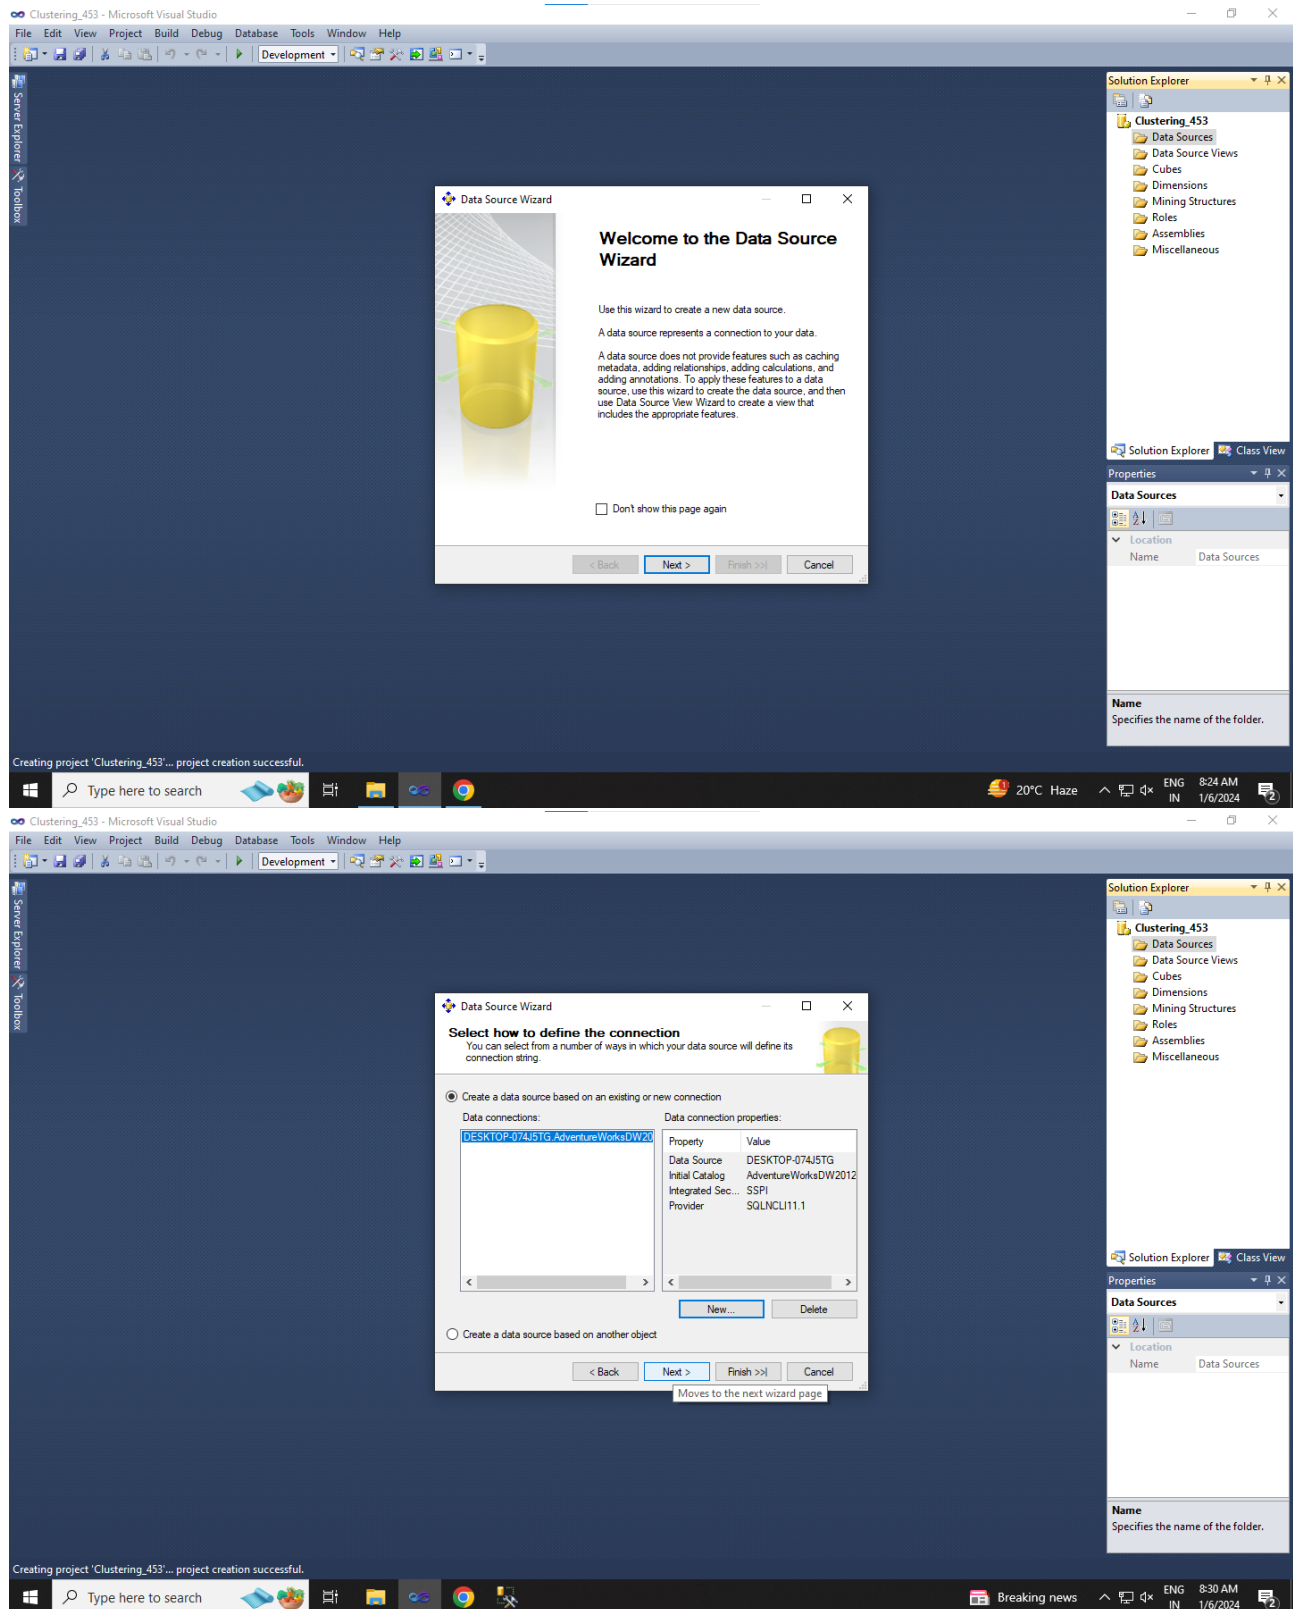 Clustering_453 - Microsoft Visual Studio
File Edit View Project Build Debug Database Tools Window Help
Development
Server Explorer
Toolbox
Solution Explorer
Clustering_453
Data Sources
Data Source Views
Cubes
Dimensions
Mining Structures
Roles
Assemblies
Miscellaneous
Data Source Wizard
Welcome to the Data Source
Wizard
Use this wizard to create a new data source.
A data source represents a connection to your data.
A data source does not provide features such as caching
metadata, adding relationships, adding calculations, and
adding annotations. To apply these features to a data
source, use this wizard to create the data source, and then
use Data Source View Wizard to create a view that
includes the appropriate features.
Don't show this page again
< Back Next > Finish >>| Cancel
Solution Explorer Class View
Properties
Data Sources
Location
Name Data Sources
Name
Specifies the name of the folder.
Creating project 'Clustering_453'... project creation successful.
Type here to search
1
20°C Haze
ENG
IN
8:24 AM
1/6/2024
2
Clustering_453 - Microsoft Visual Studio
File Edit View Project Build Debug Database Tools Window Help
Development
Server Explorer
Toolbox
Solution Explorer
Clustering_453
Data Sources
Data Source Views
Cubes
Dimensions
Mining Structures
Roles
Assemblies
Miscellaneous
Data Source Wizard
Select how to define the connection
You can select from a number of ways in which your data source will define its
connection string.
Create a data source based on an existing or new connection
Data connections: Data connection properties:
DESKTOP-074J5TG.AdventureWorksDW20
Property Value
Data Source DESKTOP-074J5TG
Initial Catalog AdventureWorksDW2012
Integrated Sec... SSPI
Provider SQLNCLI11.1
New... Delete
Create a data source based on another object
< Back Next > Finish >>| Cancel
Moves to the next wizard page
Solution Explorer Class View
Properties
Data Sources
Location
Name Data Sources
Name
Specifies the name of the folder.
Creating project 'Clustering_453'... project creation successful.
Type here to search
Breaking news
ENG
IN
8:30 AM
1/6/2024
2